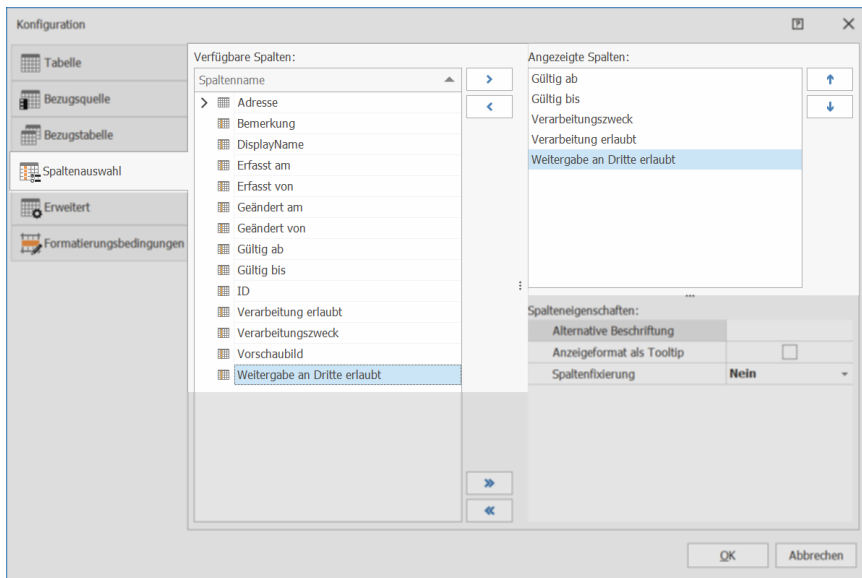 Konfiguration
Tabelle
Bezugsquelle
Bezugstabelle
Spaltenauswahl
Erweitert
Formatierungsbedingungen
Verfügbare Spalten:
Spaltenname
Adresse
Bemerkung
DisplayName
Erfasst am
Erfasst von
Geändert am
Geändert von
Gültig ab
Gültig bis
ID
Verarbeitung erlaubt
Verarbeitungszweck
Vorschaubild
Weitergabe an Dritte erlaubt
Angezeigte Spalten:
Gültig ab
Gültig bis
Verarbeitungszweck
Verarbeitung erlaubt
Weitergabe an Dritte erlaubt
Spalteneigenschaften:
Alternative Beschriftung
Anzeigeformat als Tooltip
Spaltenfixierung Nein
OK Abbrechen